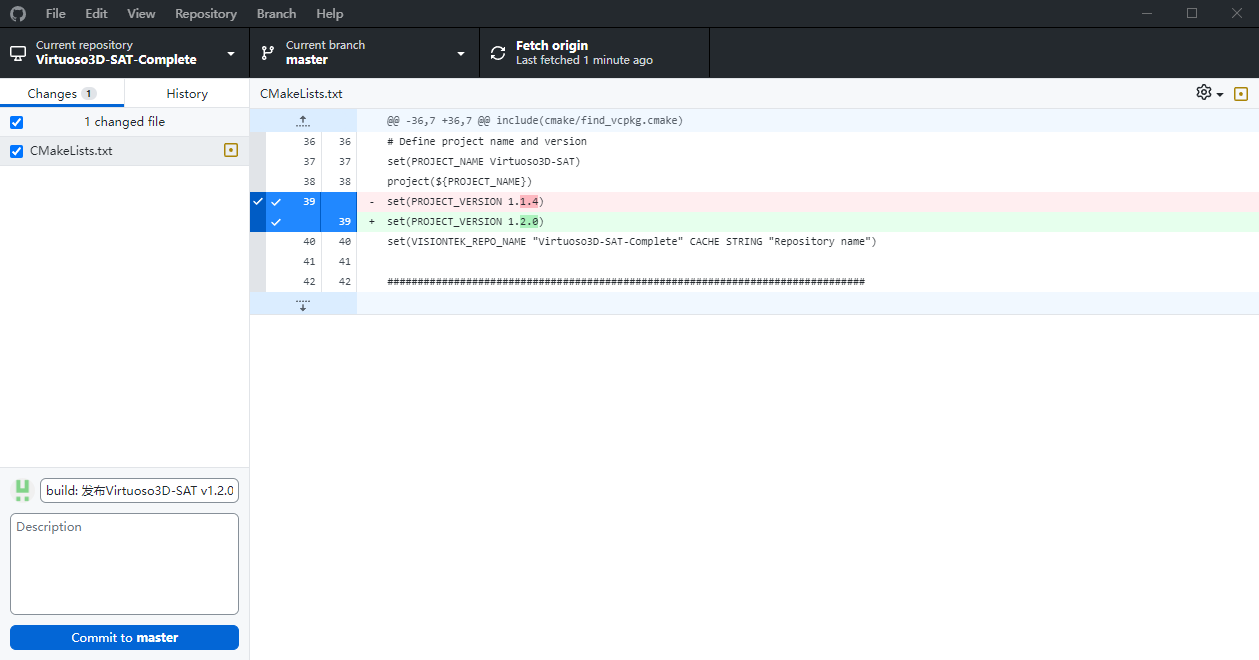 File Edit View Repository Branch Help
Current repository
Virtuoso3D-SAT-Complete
Current branch
master
Fetch origin
Last fetched 1 minute ago
Changes 1
History
CMakeLists.txt
1 changed file
CMakeLists.txt
@@ -36,7 +36,7 @@ include(cmake/find_vcpkg.cmake)
36 36 # Define project name and version
37 37 set(PROJECT_NAME Virtuoso3D-SAT)
38 38 project(${PROJECT_NAME})
39 - set(PROJECT_VERSION 1.1.4)
39 + set(PROJECT_VERSION 1.2.0)
40 40 set(VISIONTEK_REPO_NAME "Virtuoso3D-SAT-Complete" CACHE STRING "Repository name")
41 41
42 42 ###############################################################################
build: 发布Virtuoso3D-SAT v1.2.0
Description
Commit to master